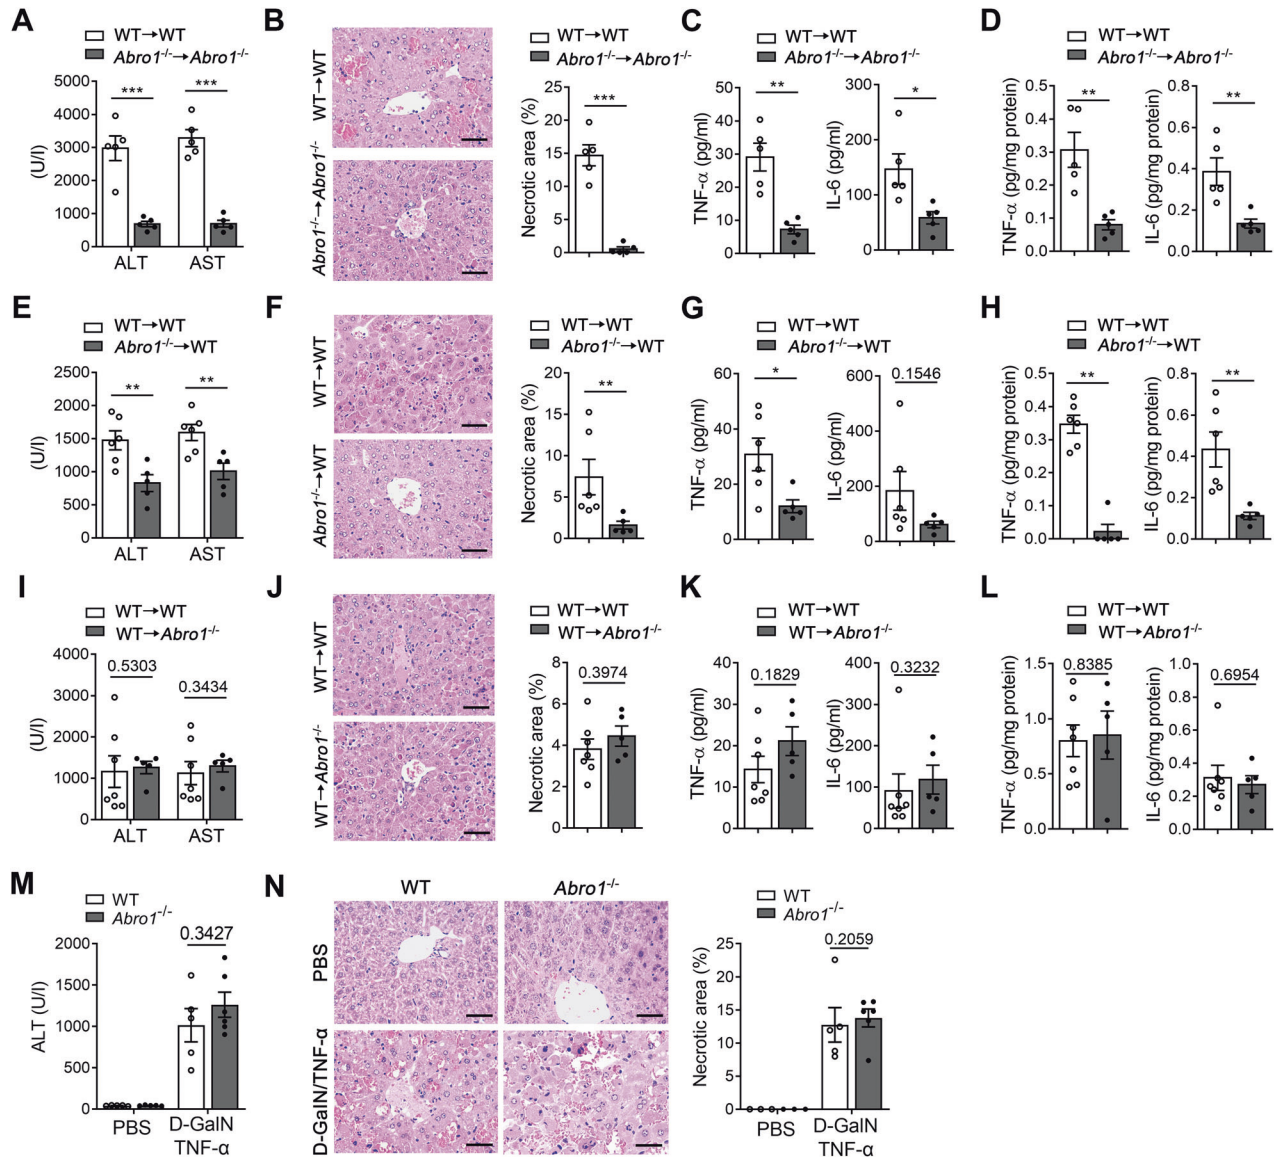 A
WT→WT
Abro1⁻/⁻→Abro1⁻/⁻
(U/l)
5000
4000
3000
2000
1000
0
***
***
ALT
AST
B
WT→WT
Abro1⁻/⁻→Abro1⁻/⁻
WT→WT
Abro1⁻/⁻→Abro1⁻/⁻
Necrotic area (%)
25
20
15
10
5
0
***
C
WT→WT
Abro1⁻/⁻→Abro1⁻/⁻
TNF-α (pg/ml)
50
40
30
20
10
0
**
IL-6 (pg/ml)
300
200
100
0
*
D
WT→WT
Abro1⁻/⁻→Abro1⁻/⁻
TNF-α (pg/mg protein)
0.5
0.4
0.3
0.2
0.1
0.0
**
IL-6 (pg/mg protein)
0.8
0.6
0.4
0.2
0.0
**
E
WT→WT
Abro1⁻/⁻→WT
(U/l)
2500
2000
1500
1000
500
0
**
**
ALT
AST
F
WT→WT
Abro1⁻/⁻→WT
WT→WT
Abro1⁻/⁻→WT
Necrotic area (%)
20
15
10
5
0
**
G
WT→WT
Abro1⁻/⁻→WT
TNF-α (pg/ml)
60
40
20
0
*
IL-6 (pg/ml)
600
400
200
0
0.1546
H
WT→WT
Abro1⁻/⁻→WT
TNF-α (pg/mg protein)
0.5
0.4
0.3
0.2
0.1
0.0
**
IL-6 (pg/mg protein)
0.8
0.6
0.4
0.2
0.0
**
I
WT→WT
WT→Abro1⁻/⁻
(U/l)
4000
3000
2000
1000
0
0.5303
0.3434
ALT
AST
J
WT→WT
WT→Abro1⁻/⁻
WT→WT
WT→Abro1⁻/⁻
Necrotic area (%)
8
6
4
2
0
0.3974
K
WT→WT
WT→Abro1⁻/⁻
TNF-α (pg/ml)
40
30
20
10
0
0.1829
IL-6 (pg/ml)
400
300
200
100
0
0.3232
L
WT→WT
WT→Abro1⁻/⁻
TNF-α (pg/mg protein)
1.5
1.0
0.5
0.0
0.8385
IL-6 (pg/mg protein)
1.0
0.8
0.6
0.4
0.2
0.0
0.6954
M
WT
Abro1⁻/⁻
ALT (U/l)
2000
1500
1000
500
0
0.3427
PBS
D-GalN
TNF-α
N
WT
Abro1⁻/⁻
PBS
D-GalN/TNF-α
WT
Abro1⁻/⁻
Necrotic area (%)
25
20
15
10
5
0
0.2059
PBS
D-GalN
TNF-α